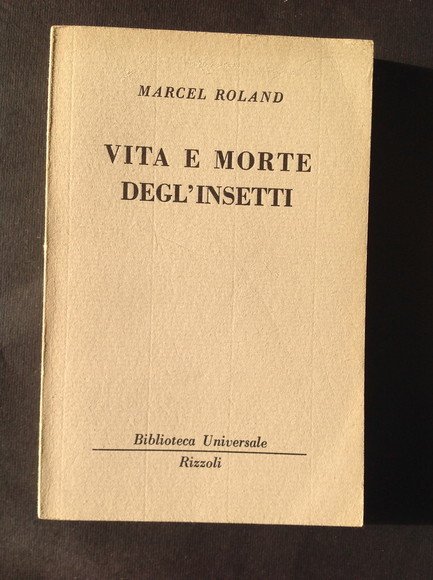 MARCEL ROLAND
VITA E MORTE
DEGL'INSETTI
Biblioteca Universale
Rizzoli